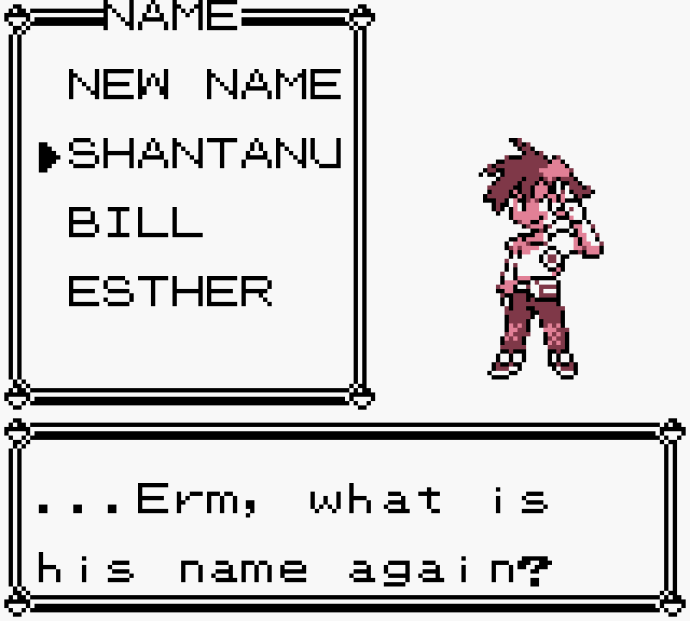 NAME
NEW NAME
SHANTANU
BILL
ESTHER
...Erm, what is
his name again?